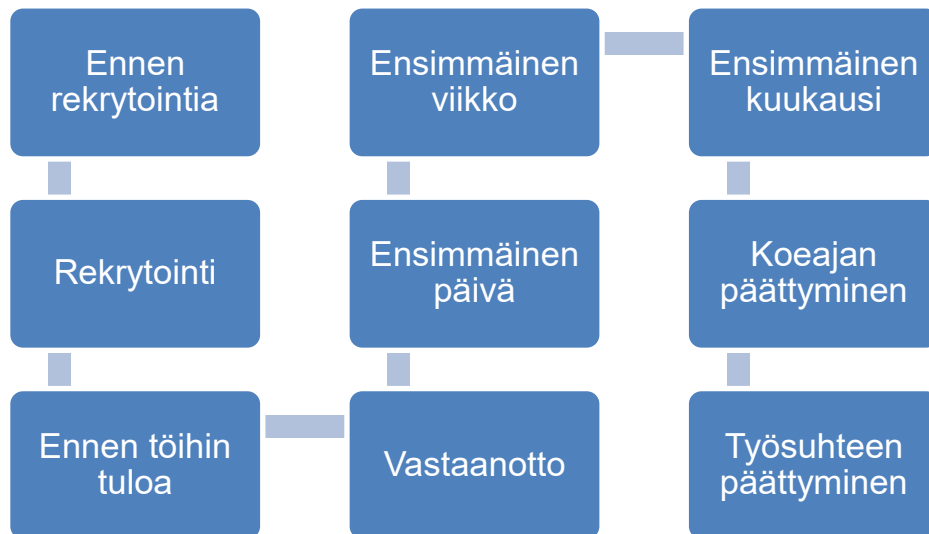 Ennen
rekrytointia
Rekrytointi
Ennen töihin
tuloa
Vastaanotto
Ensimmäinen
päivä
Ensimmäinen
viikko
Ensimmäinen
kuukausi
Koeajan
päättyminen
Työsuhteen
päättyminen